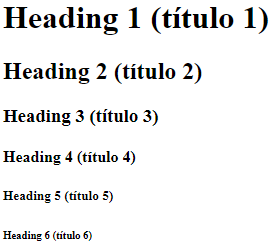 Heading 1 (título 1)
Heading 2 (título 2)
Heading 3 (título 3)
Heading 4 (título 4)
Heading 5 (título 5)
Heading 6 (título 6)